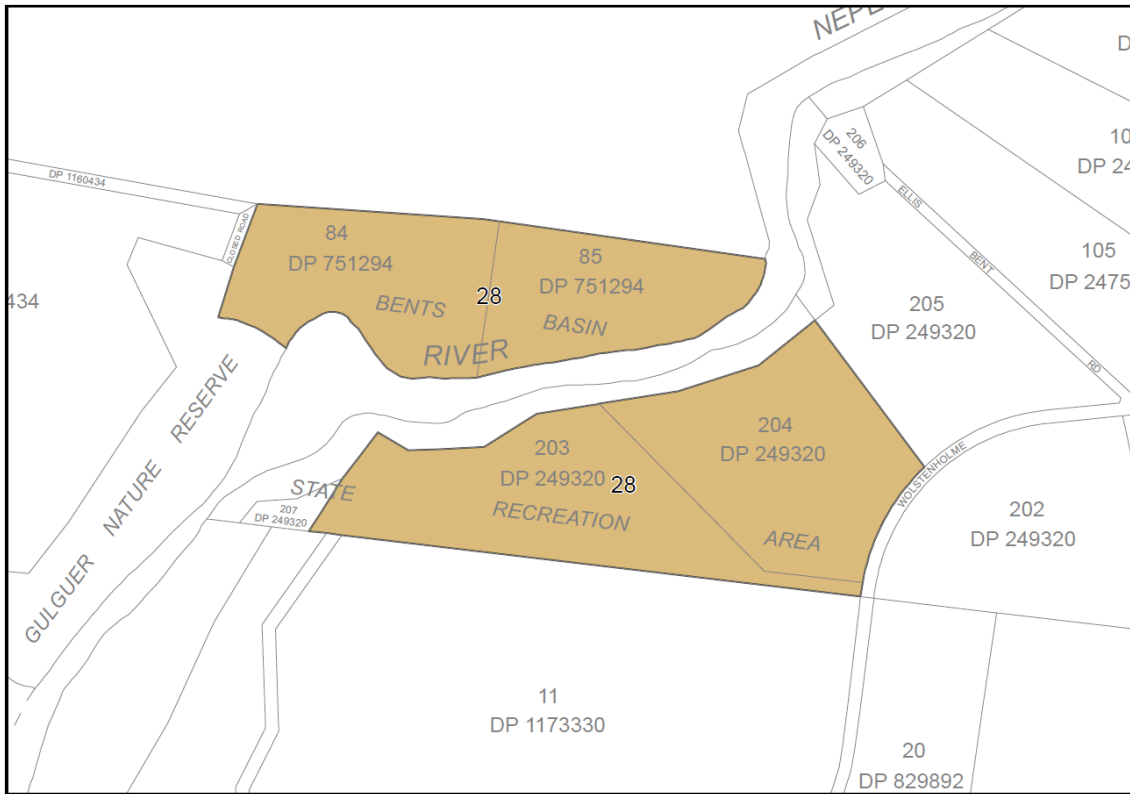 NEPE
D
10
DP 24
206
DP 249320
DP 1160434
CLOSED ROAD
ELLIS
BENT
RD
84
DP 751294
85
DP 751294
105
DP 2475
434
28
BENTS
BASIN
RIVER
205
DP 249320
GULGUER NATURE RESERVE
204
DP 249320
203
DP 249320
28
WOLSTENHOLME
STATE
RECREATION
AREA
207
DP 249320
202
DP 249320
11
DP 1173330
20
DP 829892